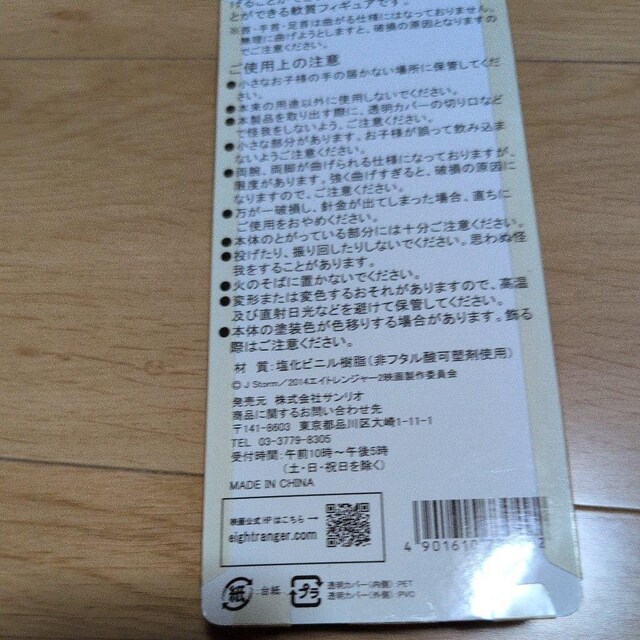 とができる軟質フィギュアです。
※首・手首・足首は曲がる仕様にはなっておりません。
無理に曲げようとしますと、破損の原因となりますの
でご注意ください。
ご使用上の注意
●小さなお子様の手の届かない場所に保管してくだ
さい。
●本来の用途以外に使用しないでください。
●本製品を取り出す際に、透明カバーの切り口など
で怪我をしないよう、ご注意ください。
●小さな部分があります。お子様が誤って飲み込ま
ないようご注意ください。
●両腕、両脚が曲げられる仕様になっておりますが、
限度があります。強く曲げすぎると、破損の原因に
なりますので、ご注意ください。
●万が一破損し、針金が出てしまった場合、直ちに
ご使用をおやめください。
●本体のとがっている部分には十分ご注意ください。
●投げたり、振り回したりしないでください。思わぬ怪
我をすることがあります。
●火のそばに置かないでください。
●変形または変色するおそれがありますので、高温
及び直射日光などを避けて保管してください。
●本体の塗装色が色移りする場合があります。飾る
際はご注意ください。
材 質：塩化ビニル樹脂（非フタル酸可塑剤使用）
© J Storm／2014エイトレンジャー2映画製作委員会
発売元 株式会社サンリオ
商品に関するお問い合わせ先
〒141-8603 東京都品川区大崎1-11-1
TEL 03-3779-8305
受付時間：午前10時～午後5時
（土・日・祝日を除く）
MADE IN CHINA
映画公式HPはこちら→
eightranger.com
4 901610
紙 ：台紙
プラ 透明カバー（内側）：PET
透明カバー（外側）：PVC